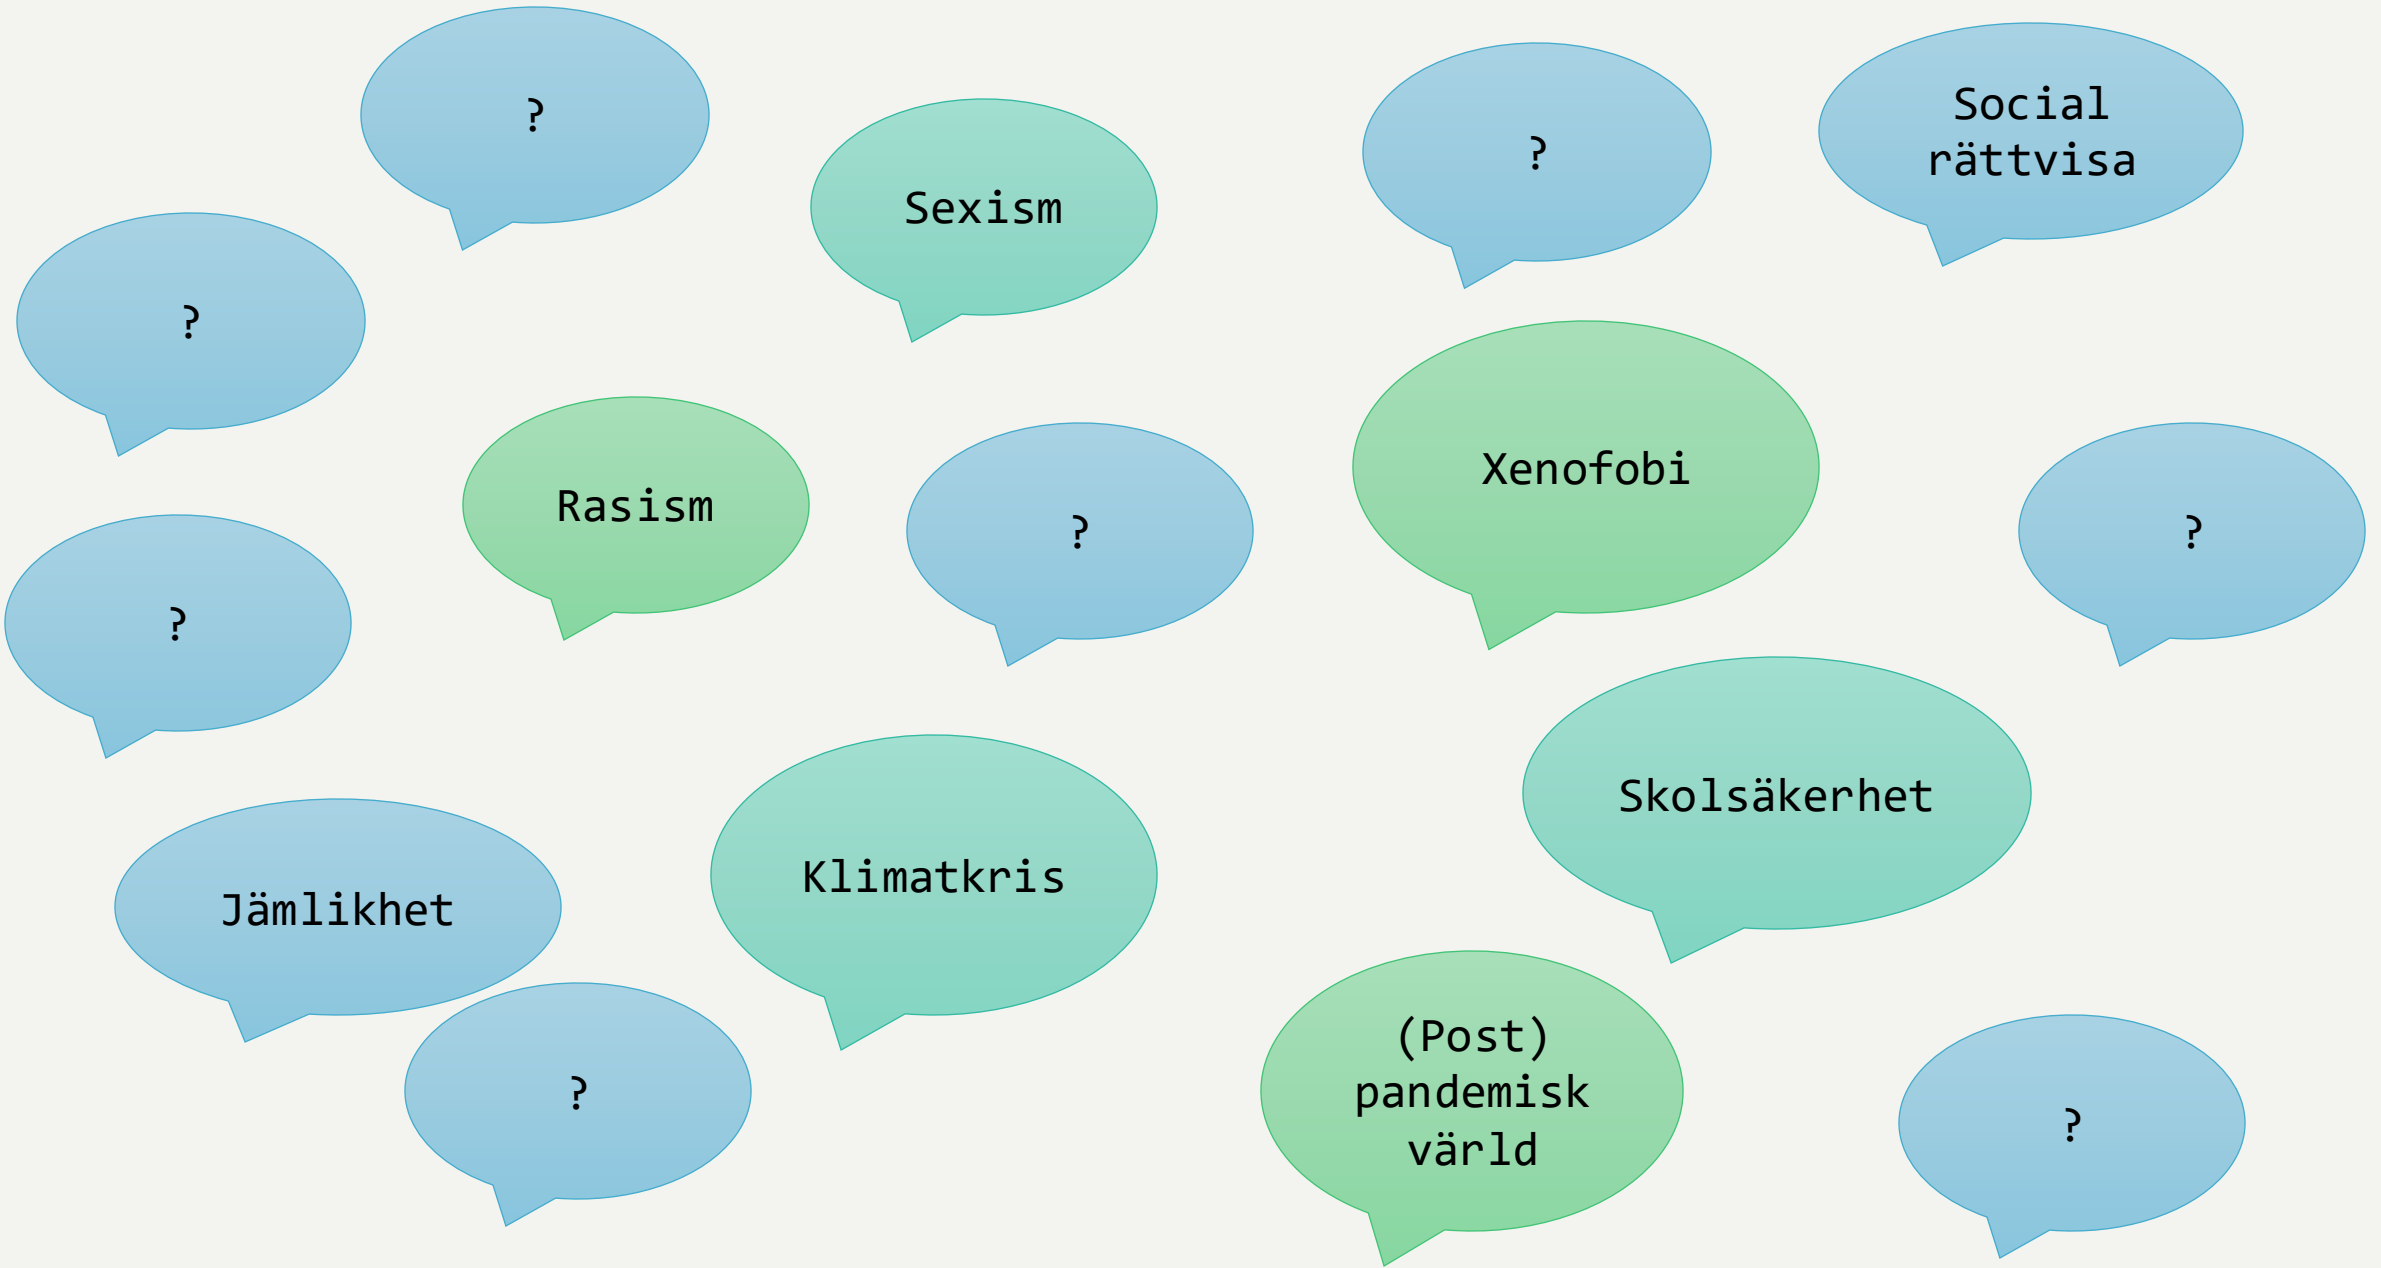 ?
Sexism
?
Social
rättvisa
?
Rasism
?
Xenofobi
?
?
Jämlikhet
Klimatkris
Skolsäkerhet
?
(Post)
pandemisk
värld
?